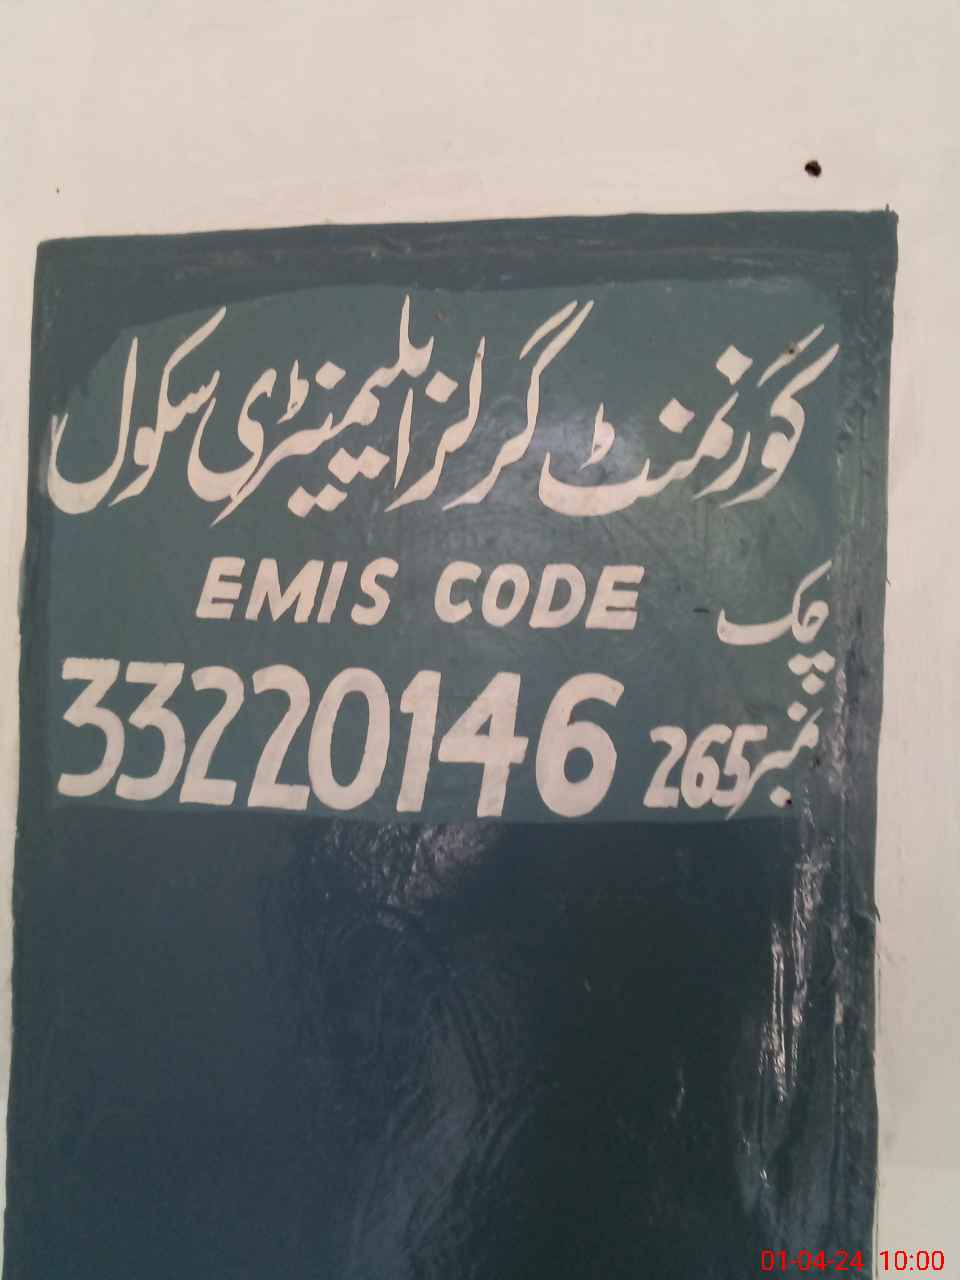 گورنمنٹ گرلز ایلیمنٹری سکول
EMIS CODE
33220146
چک
نمبر 265
01-04-24 10:00